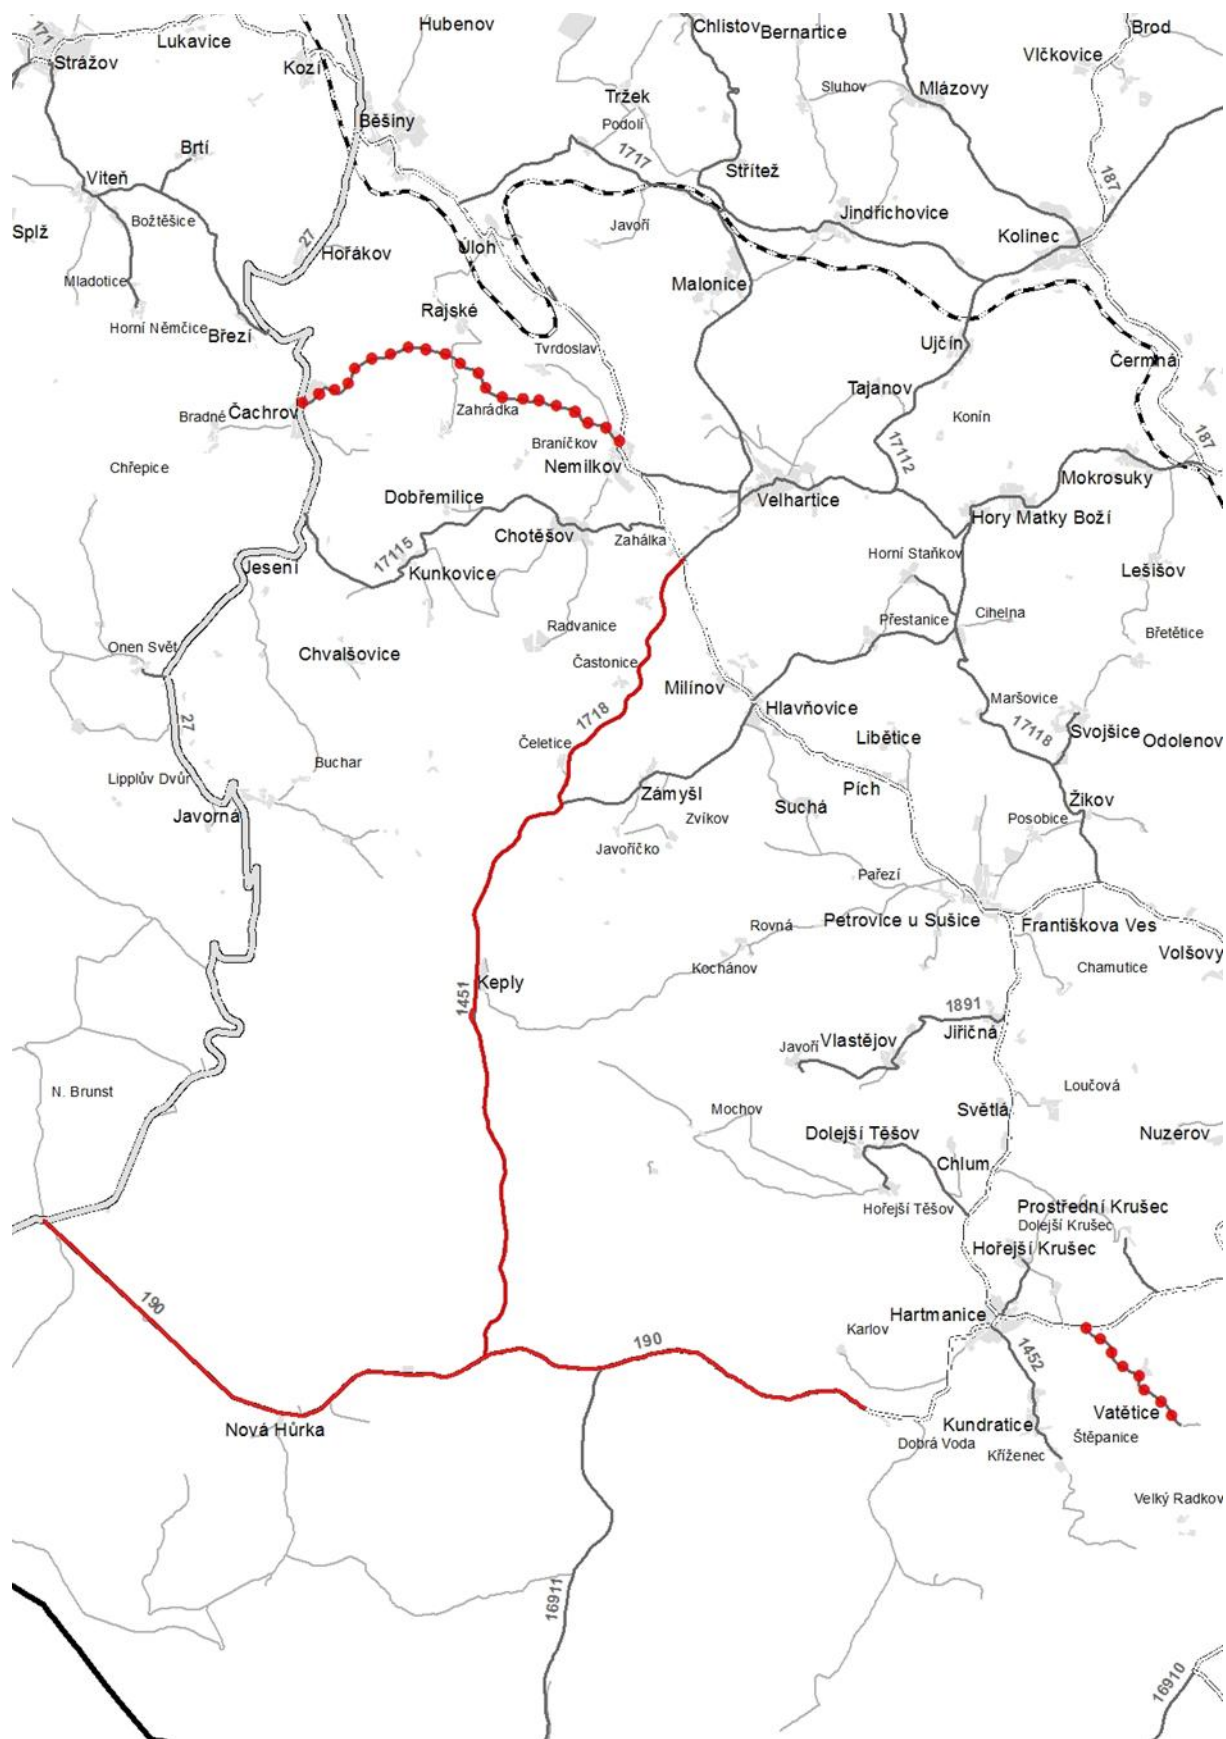 Hubenov
Chlistov
Bernartice
Brod
171
Lukavice
Strážov
Kozí
Vlčkovice
Sluhov
Mlázovy
Tržek
Podolí
Běšiny
Brtí
1717
Střítež
187
Viteň
Božtěšice
Splž
27
Hořákov
Úloh
Javoří
Jindřichovice
Kolinec
Mladotice
Malonice
Horní Němčice
Březí
Rajské
Tvrdoslav
Ujčín
Čermná
Tajanov
Bradné
Čachrov
Zahrádka
Konín
Braníčkov
187
Chřepice
Nemilkov
17112
Mokrosuky
Dobřemilice
Velhartice
Hory Matky Boží
Chotěšov
Zahálka
17115
Horní Staňkov
Jesení
Kunkovice
Lešišov
Radvanice
Přestanice
Cihelna
Břetětice
Onen Svět
Chvalšovice
Častonice
Milínov
Maršovice
27
1718
Hlavňovice
17118
Svojšice
Čeletice
Libětice
Odolenov
Lipplův Dvůr
Buchar
Zámyšl
Pích
Žikov
Javorná
Zvíkov
Suchá
Posobice
Javoříčko
Pařezí
Rovná
Petrovice u Sušice
Františkova Ves
Volšovy
Kochánov
Chamutice
Keply
1451
1891
Javoří
Vlastějov
Jiřičná
N. Brunst
Loučová
Mochov
Světlá
Dolejší Těšov
Nuzerov
Chlum
Hořejší Těšov
Prostřední Krušec
Dolejší Krušec
Hořejší Krušec
190
Hartmanice
Karlov
190
1452
Nová Hůrka
Vatětice
Kundratice
Štěpanice
Dobrá Voda
Kříženec
Velký Radkov
16911
16910